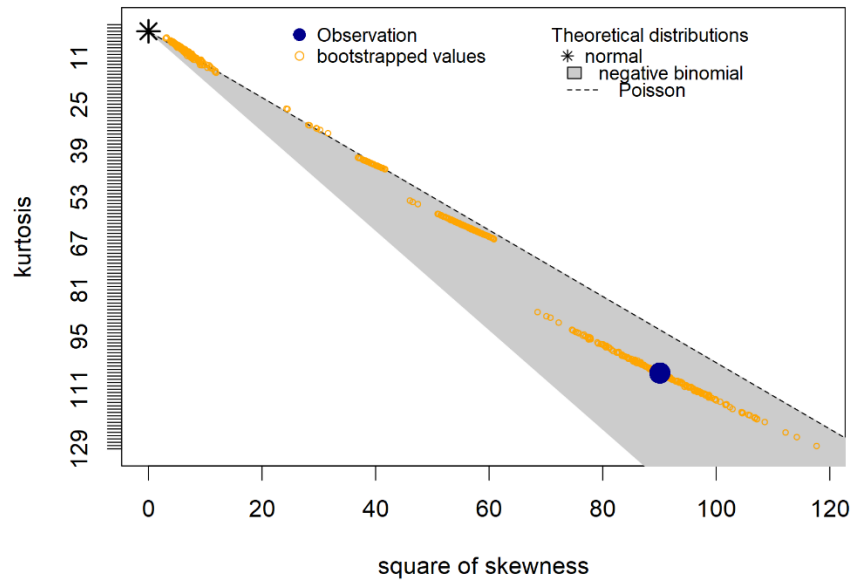 Observation
bootstrapped values
Theoretical distributions
normal
negative binomial
Poisson
kurtosis
11
25
39
53
67
81
95
111
129
0
20
40
60
80
100
120
square of skewness